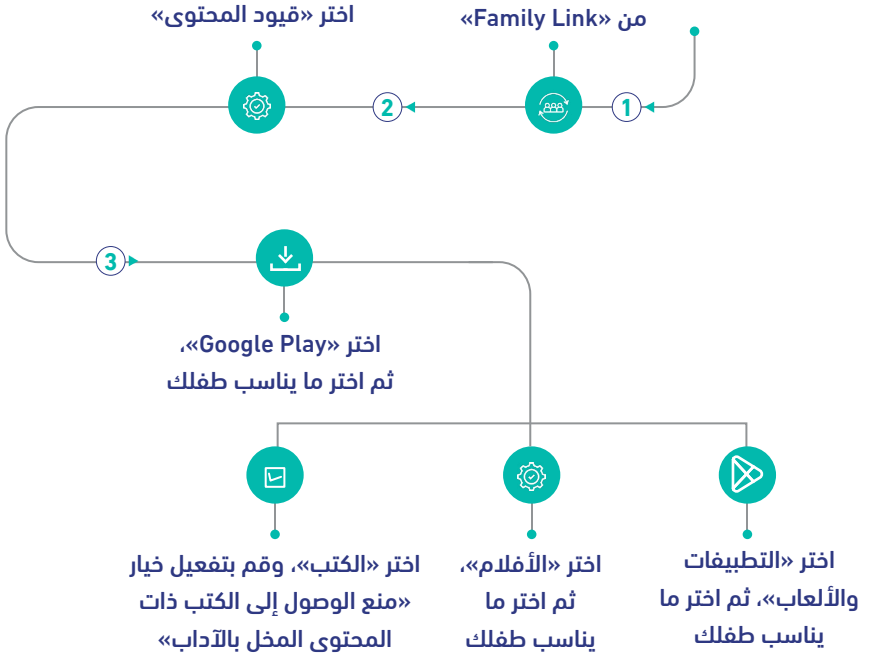 من «Family Link»
اختر «قيود المحتوى»
1
2
3
اختر «Google Play»،
ثم اختر ما يناسب طفلك
اختر «التطبيفات
والألعاب»، ثم اختر ما
يناسب طفلك
اختر «الأفلام»،
ثم اختر ما
يناسب طفلك
اختر «الكتب»، وقم بتفعيل خيار
«منع الوصول إلى الكتب ذات
المحتوى المخل بالآداب»